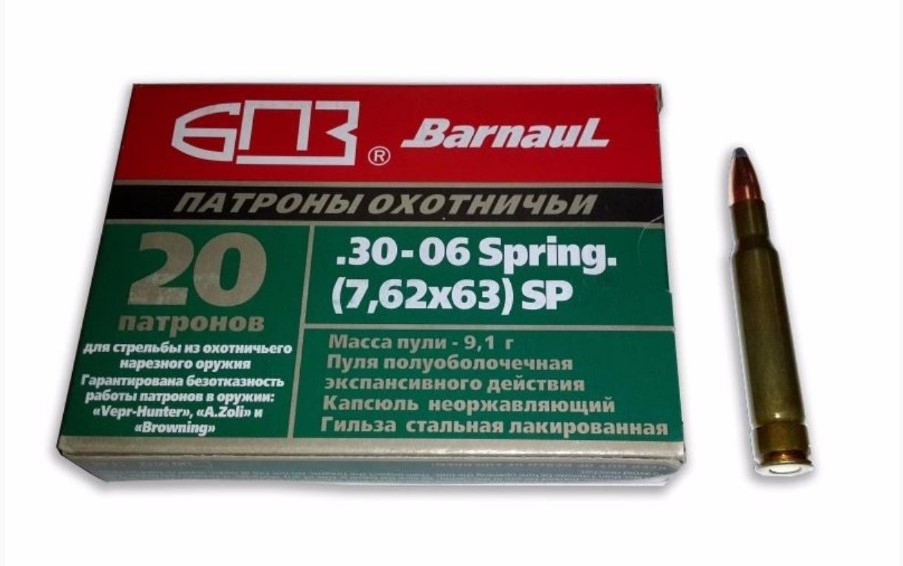 БПЗ® Barnaul
ПАТРОНЫ ОХОТНИЧЬИ
20
патронов
для стрельбы из охотничьего
нарезного оружия
Гарантирована безотказность
работы патронов в оружии:
«Vepr-Hunter», «A.Zoli» и
«Browning»
.30-06 Spring.
(7,62x63) SP
Масса пули - 9,1 г
Пуля полуоболочечная
экспансивного действия
Капсюль неоржавляющий
Гильза стальная лакированная